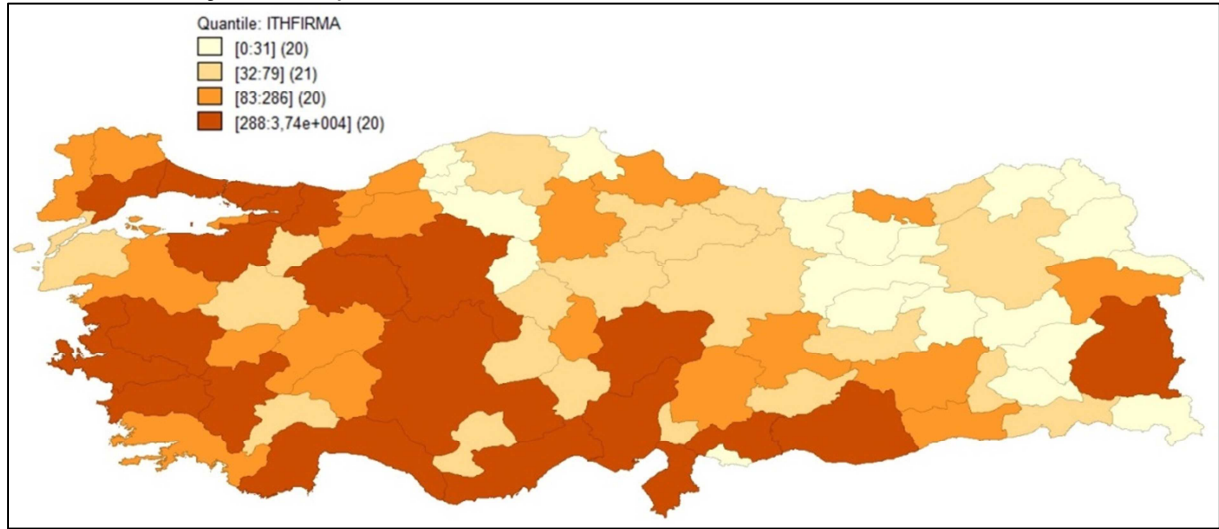 Quantile: ITHFIRMA
[0:31] (20)
[32:79] (21)
[83:286] (20)
[288:3,74e+004] (20)